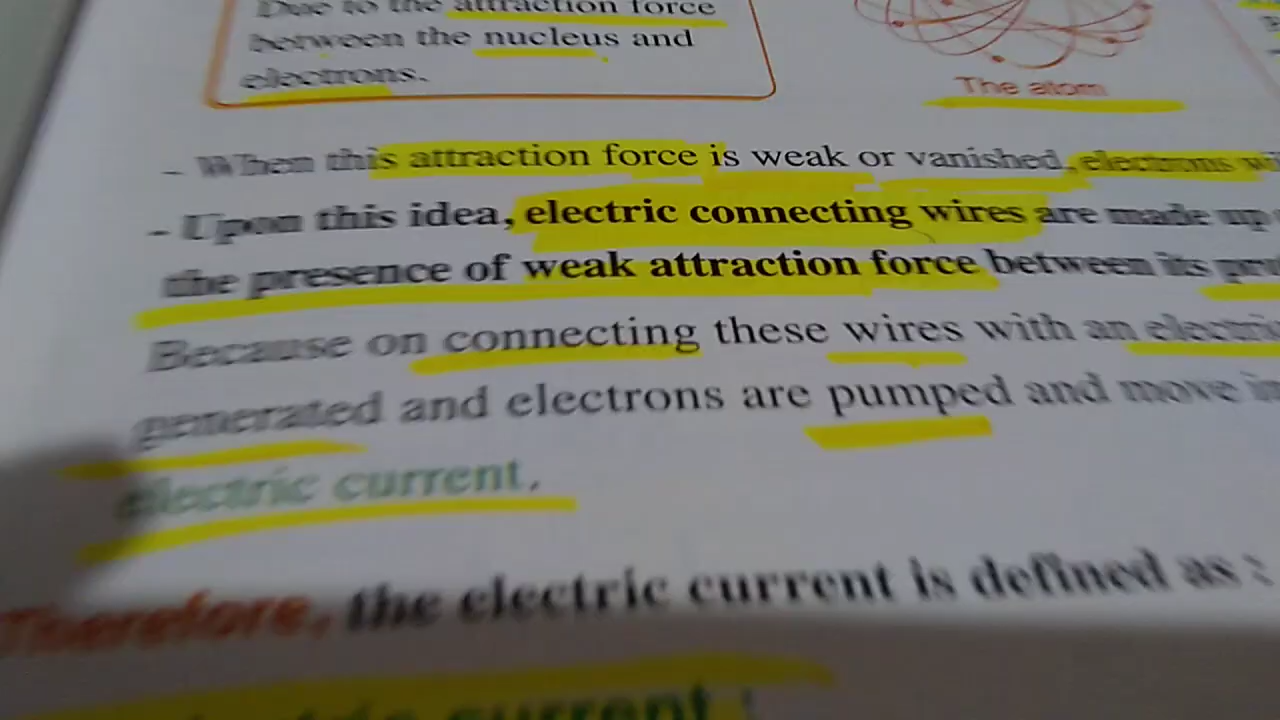 Due to the attraction force
between the nucleus and
electrons.
The atom
- When this attraction force is weak or vanished, electrons
- Upon this idea, electric connecting wires are made up
the presence of weak attraction force between its
Because on connecting these wires with an
generated and electrons are pumped and move
electric current.
Therefore, the electric current is defined as :
electric current :